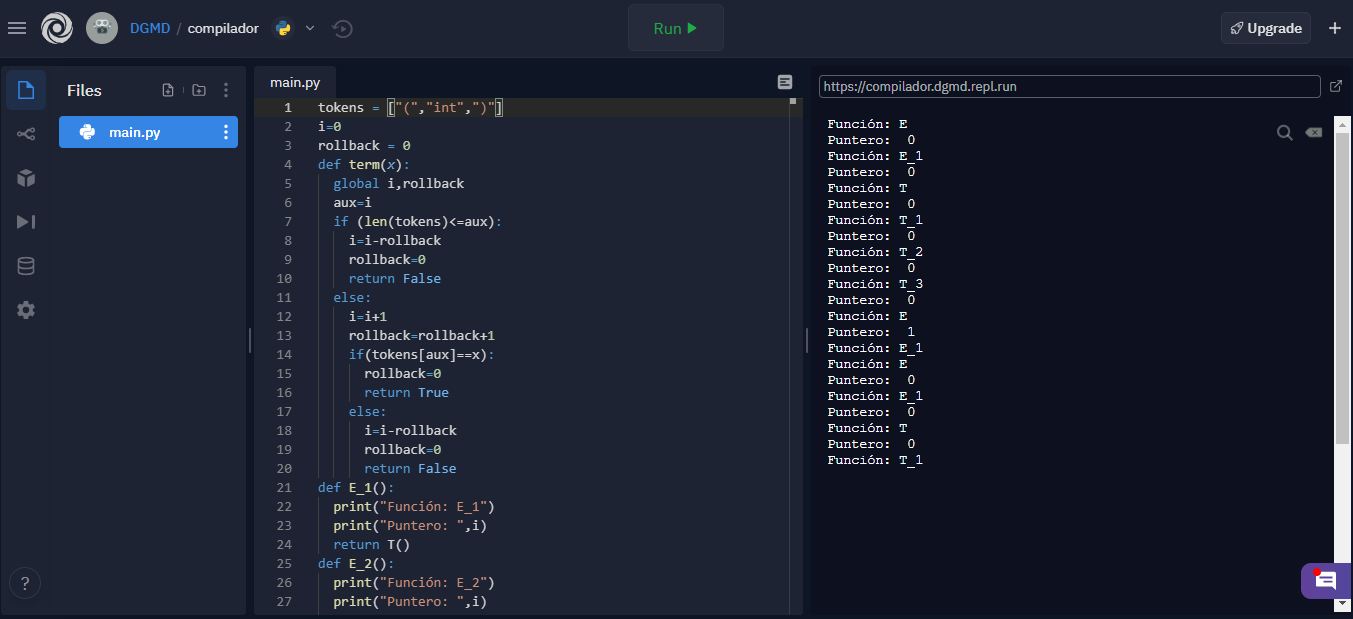 DGMD / compilador
Run
Upgrade
Files
main.py
main.py
1 tokens = ["(","int",")"]
2 i=0
3 rollback = 0
4 def term(x):
5 global i,rollback
6 aux=i
7 if (len(tokens)<=aux):
8 i=i-rollback
9 rollback=0
10 return False
11 else:
12 i=i+1
13 rollback=rollback+1
14 if(tokens[aux]==x):
15 rollback=0
16 return True
17 else:
18 i=i-rollback
19 rollback=0
20 return False
21 def E_1():
22 print("Función: E_1")
23 print("Puntero: ",i)
24 return T()
25 def E_2():
26 print("Función: E_2")
27 print("Puntero: ",i)
https://compilador.dgmd.repl.run
Función: E
Puntero:  0
Función: E_1
Puntero:  0
Función: T
Puntero:  0
Función: T_1
Puntero:  0
Función: T_2
Puntero:  0
Función: T_3
Puntero:  0
Función: E
Puntero:  1
Función: E_1
Función: E
Puntero:  0
Función: E_1
Puntero:  0
Función: T
Puntero:  0
Función: T_1
?